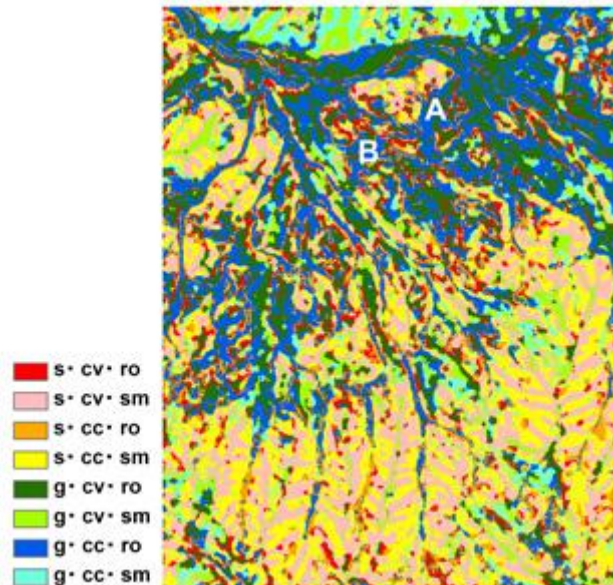 A
B
s· cv· ro
s· cv· sm
s· cc· ro
s· cc· sm
g· cv· ro
g· cv· sm
g· cc· ro
g· cc· sm